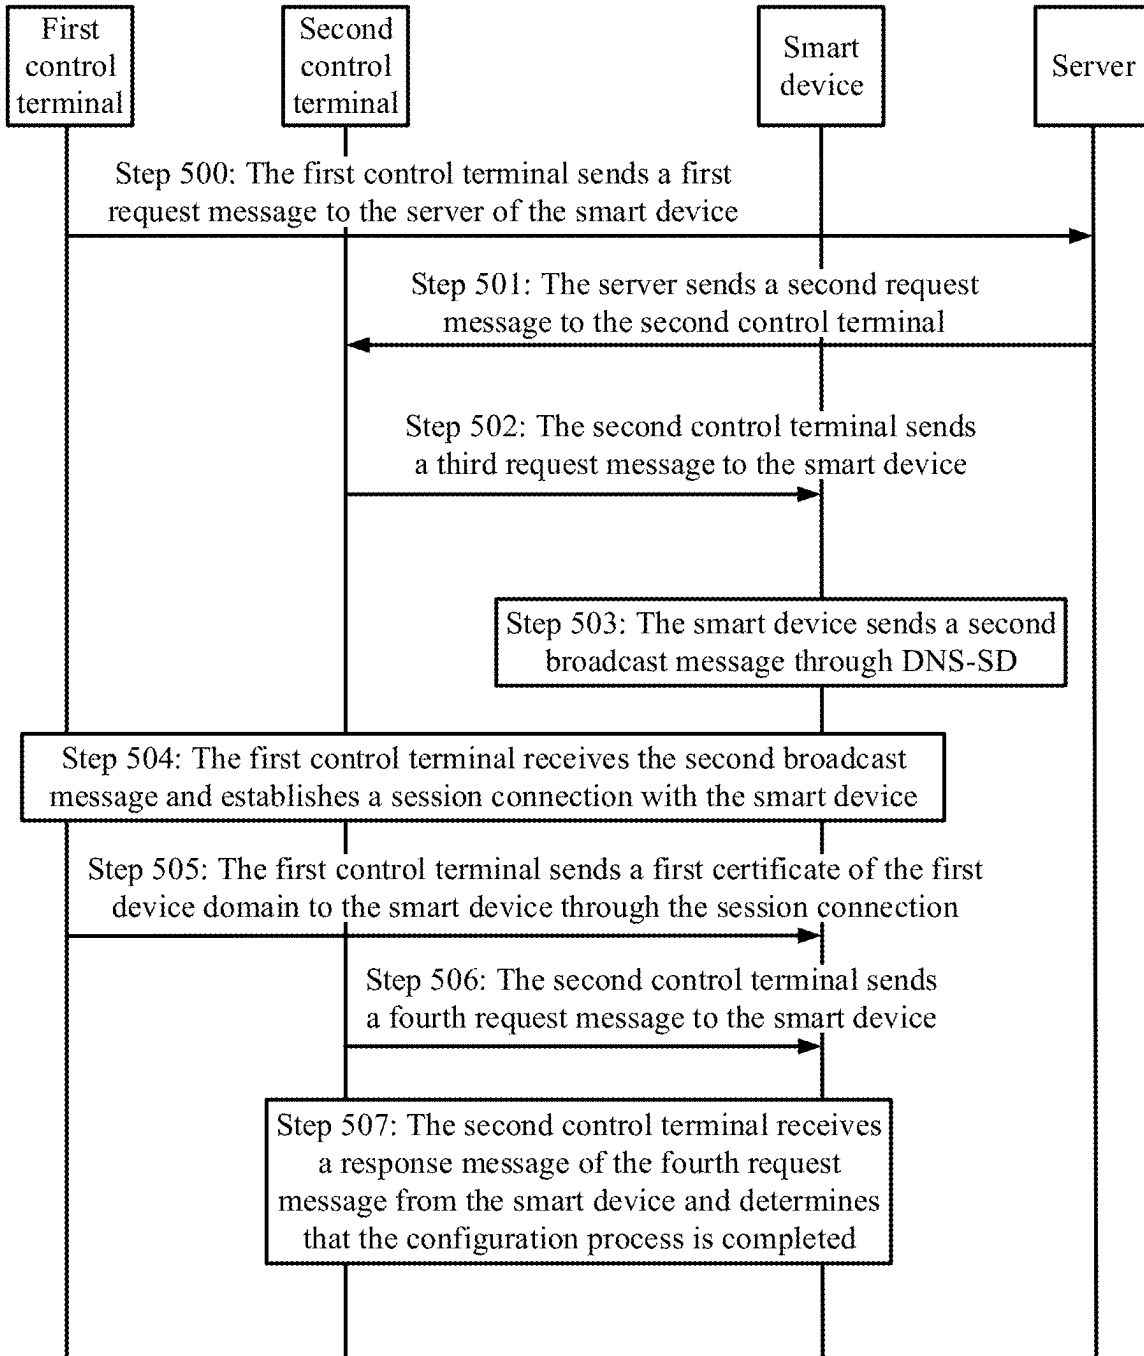 First
control
terminal
Second
control
terminal
Smart
device
Server
Step 500: The first control terminal sends a first
request message to the server of the smart device
Step 501: The server sends a second request
message to the second control terminal
Step 502: The second control terminal sends
a third request message to the smart device
Step 503: The smart device sends a second
broadcast message through DNS-SD
Step 504: The first control terminal receives the second broadcast
message and establishes a session connection with the smart device
Step 505: The first control terminal sends a first certificate of the first
device domain to the smart device through the session connection
Step 506: The second control terminal sends
a fourth request message to the smart device
Step 507: The second control terminal receives
a response message of the fourth request
message from the smart device and determines
that the configuration process is completed